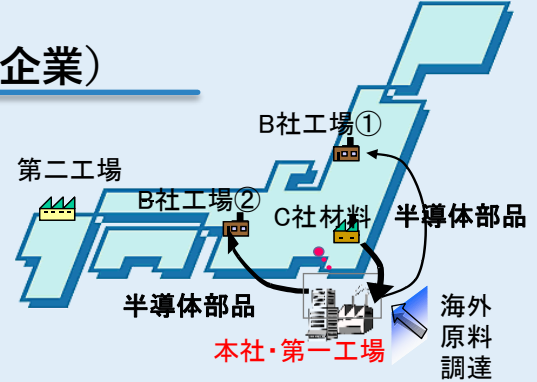 企業)
B社工場①
第二工場
B社工場②
C社材料
半導体部品
半導体部品
海外
原料
調達
本社・第一工場